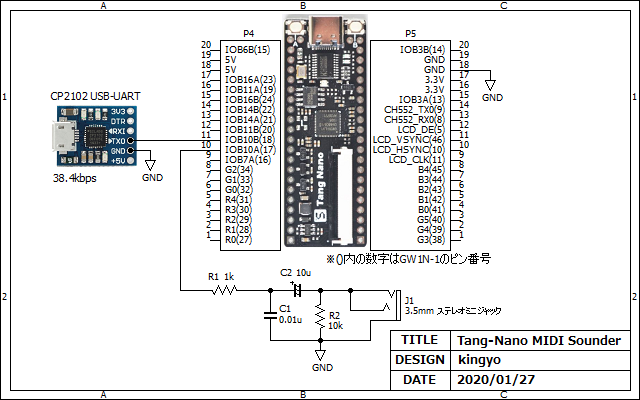 A B C
P4 P5
20 IOB6B(15)
19 5V
18 5V
17 IOB16A(23)
16 IOB11A(19)
15 IOB16B(24)
14 IOB14B(22)
13 IOB14A(21)
12 IOB11B(20)
11 IOB10B(18)
10 IOB10A(17)
9 IOB7A(16)
8 G2(34)
7 G1(33)
6 G0(32)
5 R4(31)
4 R3(30)
3 R2(29)
2 R1(28)
1 R0(27)
Tang Nano
IOB3B(14) 20
GND 19
GND 18
3.3V 17
3.3V 16
IOB3A(13) 15
CH552_TX0(9) 14
CH552_RX0(8) 13
LCD_DE(5) 12
LCD_VSYNC(46) 11
LCD_HSYNC(10) 10
LCD_CLK(11) 9
B4(45) 8
B3(44) 7
B2(43) 6
B1(42) 5
B0(41) 4
G5(40) 3
G4(39) 2
G3(38) 1
GND
1 1
CP2102 USB-UART
3V3
DTR
RXI
TXO
GND
+5V
38.4kbps
GND
※()内の数字はGW1N-1のピン番号
R1 1k
C2 10u
C1
0.01u
R2
10k
J1
3.5mm ステレオミニジャック
GND
2 2
TITLE Tang-Nano MIDI Sounder
DESIGN kingyo
DATE 2020/01/27
A B C